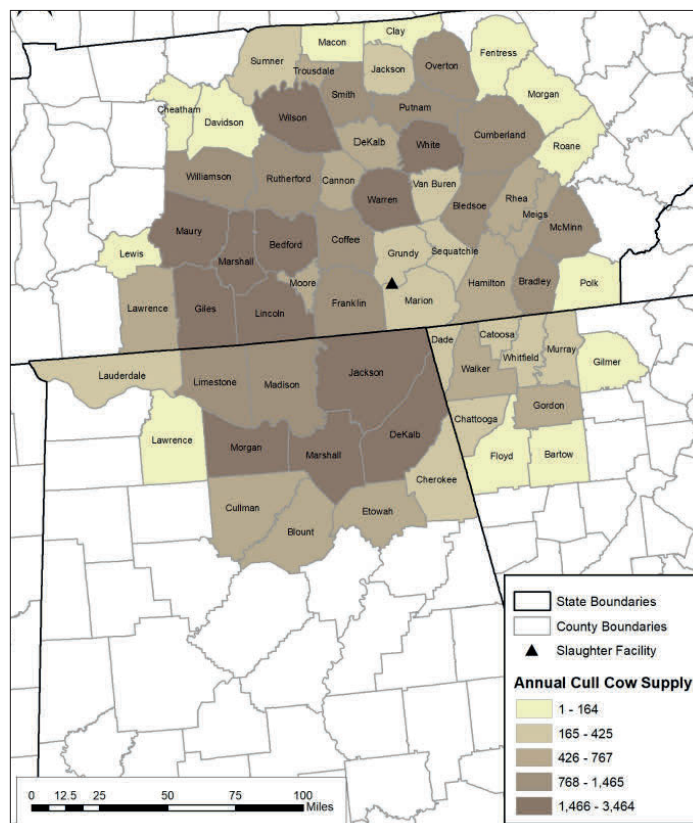 Macon
Clay
Sumner
Trousdale
Jackson
Overton
Fentress
Smith
Putnam
Morgan
Cheatham
Davidson
Wilson
DeKalb
White
Cumberland
Roane
Williamson
Rutherford
Cannon
Van Buren
Bledsoe
Rhea
Meigs
McMinn
Warren
Maury
Marshall
Bedford
Coffee
Grundy
Sequatchie
Lewis
Moore
Hamilton
Bradley
Polk
Lawrence
Giles
Lincoln
Franklin
Marion
Lauderdale
Limestone
Madison
Jackson
Dade
Catoosa
Walker
Whitfield
Murray
Gilmer
Lawrence
Morgan
Marshall
DeKalb
Chattooga
Gordon
Floyd
Bartow
Cherokee
Cullman
Blount
Etowah
State Boundaries
County Boundaries
Slaughter Facility
Annual Cull Cow Supply
1 - 164
165 - 425
426 - 767
768 - 1,465
1,466 - 3,464
0 12.5 25 50 75 100
Miles